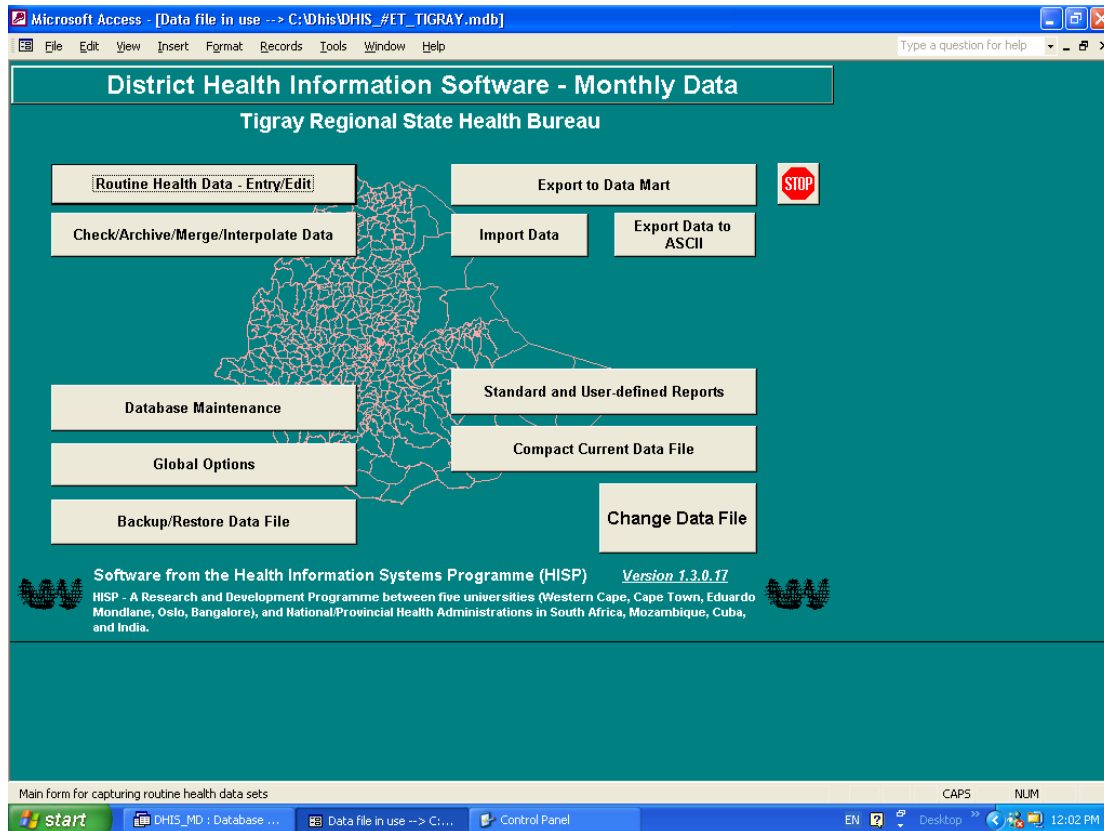 Microsoft Access - [Data file in use --> C:\Dhis\DHIS_#ET_TIGRAY.mdb]
File Edit View Insert Format Records Tools Window Help Type a question for help
District Health Information Software - Monthly Data
Tigray Regional State Health Bureau
Routine Health Data - Entry/Edit
Export to Data Mart
STOP
Check/Archive/Merge/Interpolate Data
Import Data
Export Data to
ASCII
Standard and User-defined Reports
Database Maintenance
Compact Current Data File
Global Options
Change Data File
Backup/Restore Data File
Software from the Health Information Systems Programme (HISP) Version 1.3.0.17
HISP - A Research and Development Programme between five universities (Western Cape, Cape Town, Eduardo
Mondlane, Oslo, Bangalore), and National/Provincial Health Administrations in South Africa, Mozambique, Cuba,
and India.
Main form for capturing routine health data sets CAPS NUM
start DHIS_MD : Database ... Data file in use --> C:... Control Panel EN Desktop 12:02 PM